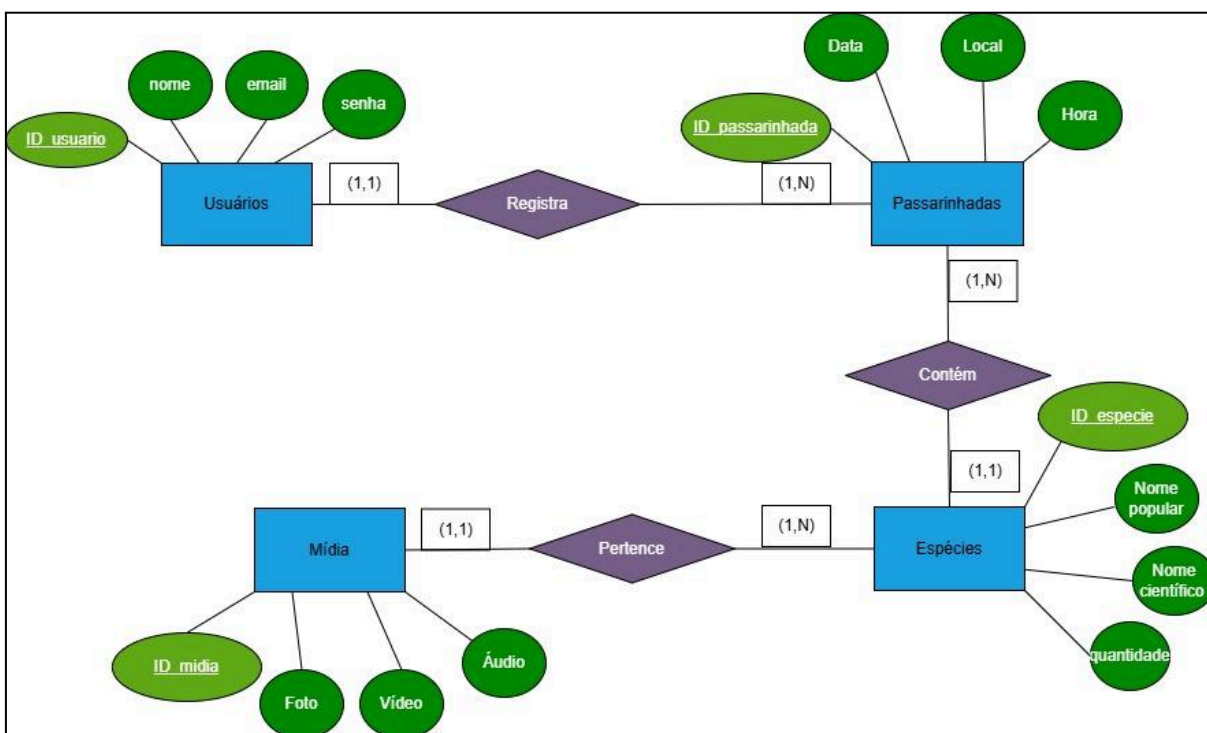 Data
Local
nome
email
senha
Hora
ID_usuario
ID_passarinhada
Usuários
(1,1)
Registra
(1,N)
Passarinhadas
(1,N)
Contém
ID_especie
(1,1)
Nome
popular
Mídia
(1,1)
Pertence
(1,N)
Espécies
Nome
científico
ID_midia
Foto
Vídeo
Áudio
quantidade